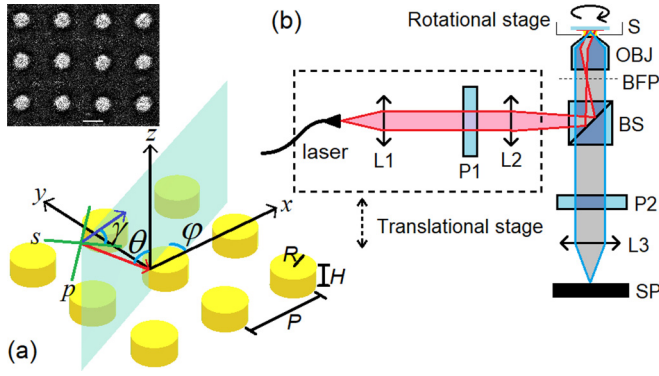 (b)
Rotational stage
S
OBJ
BFP
BS
laser
L1
P1
L2
P2
Translational stage
L3
SP
z
y
x
s
γ
θ
φ
p
R
H
P
(a)